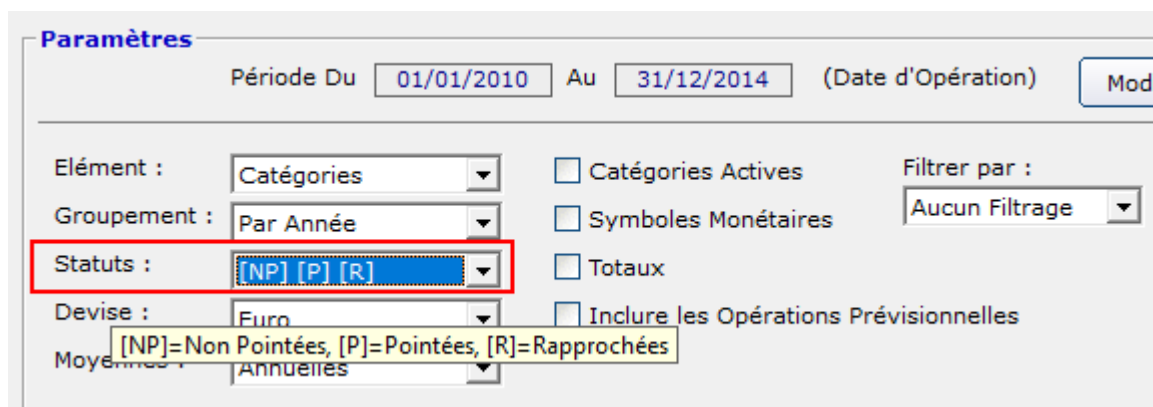 Paramètres
Période Du 01/01/2010 Au 31/12/2014 (Date d'Opération) Mod
Elément : Catégories Catégories Actives Filtrer par :
Groupement : Par Année Symboles Monétaires Aucun Filtrage
Statuts : [NP] [P] [R] Totaux
Devise : Euro Inclure les Opérations Prévisionnelles
[NP]=Non Pointées, [P]=Pointées, [R]=Rapprochées
Moyennes : Annuelles